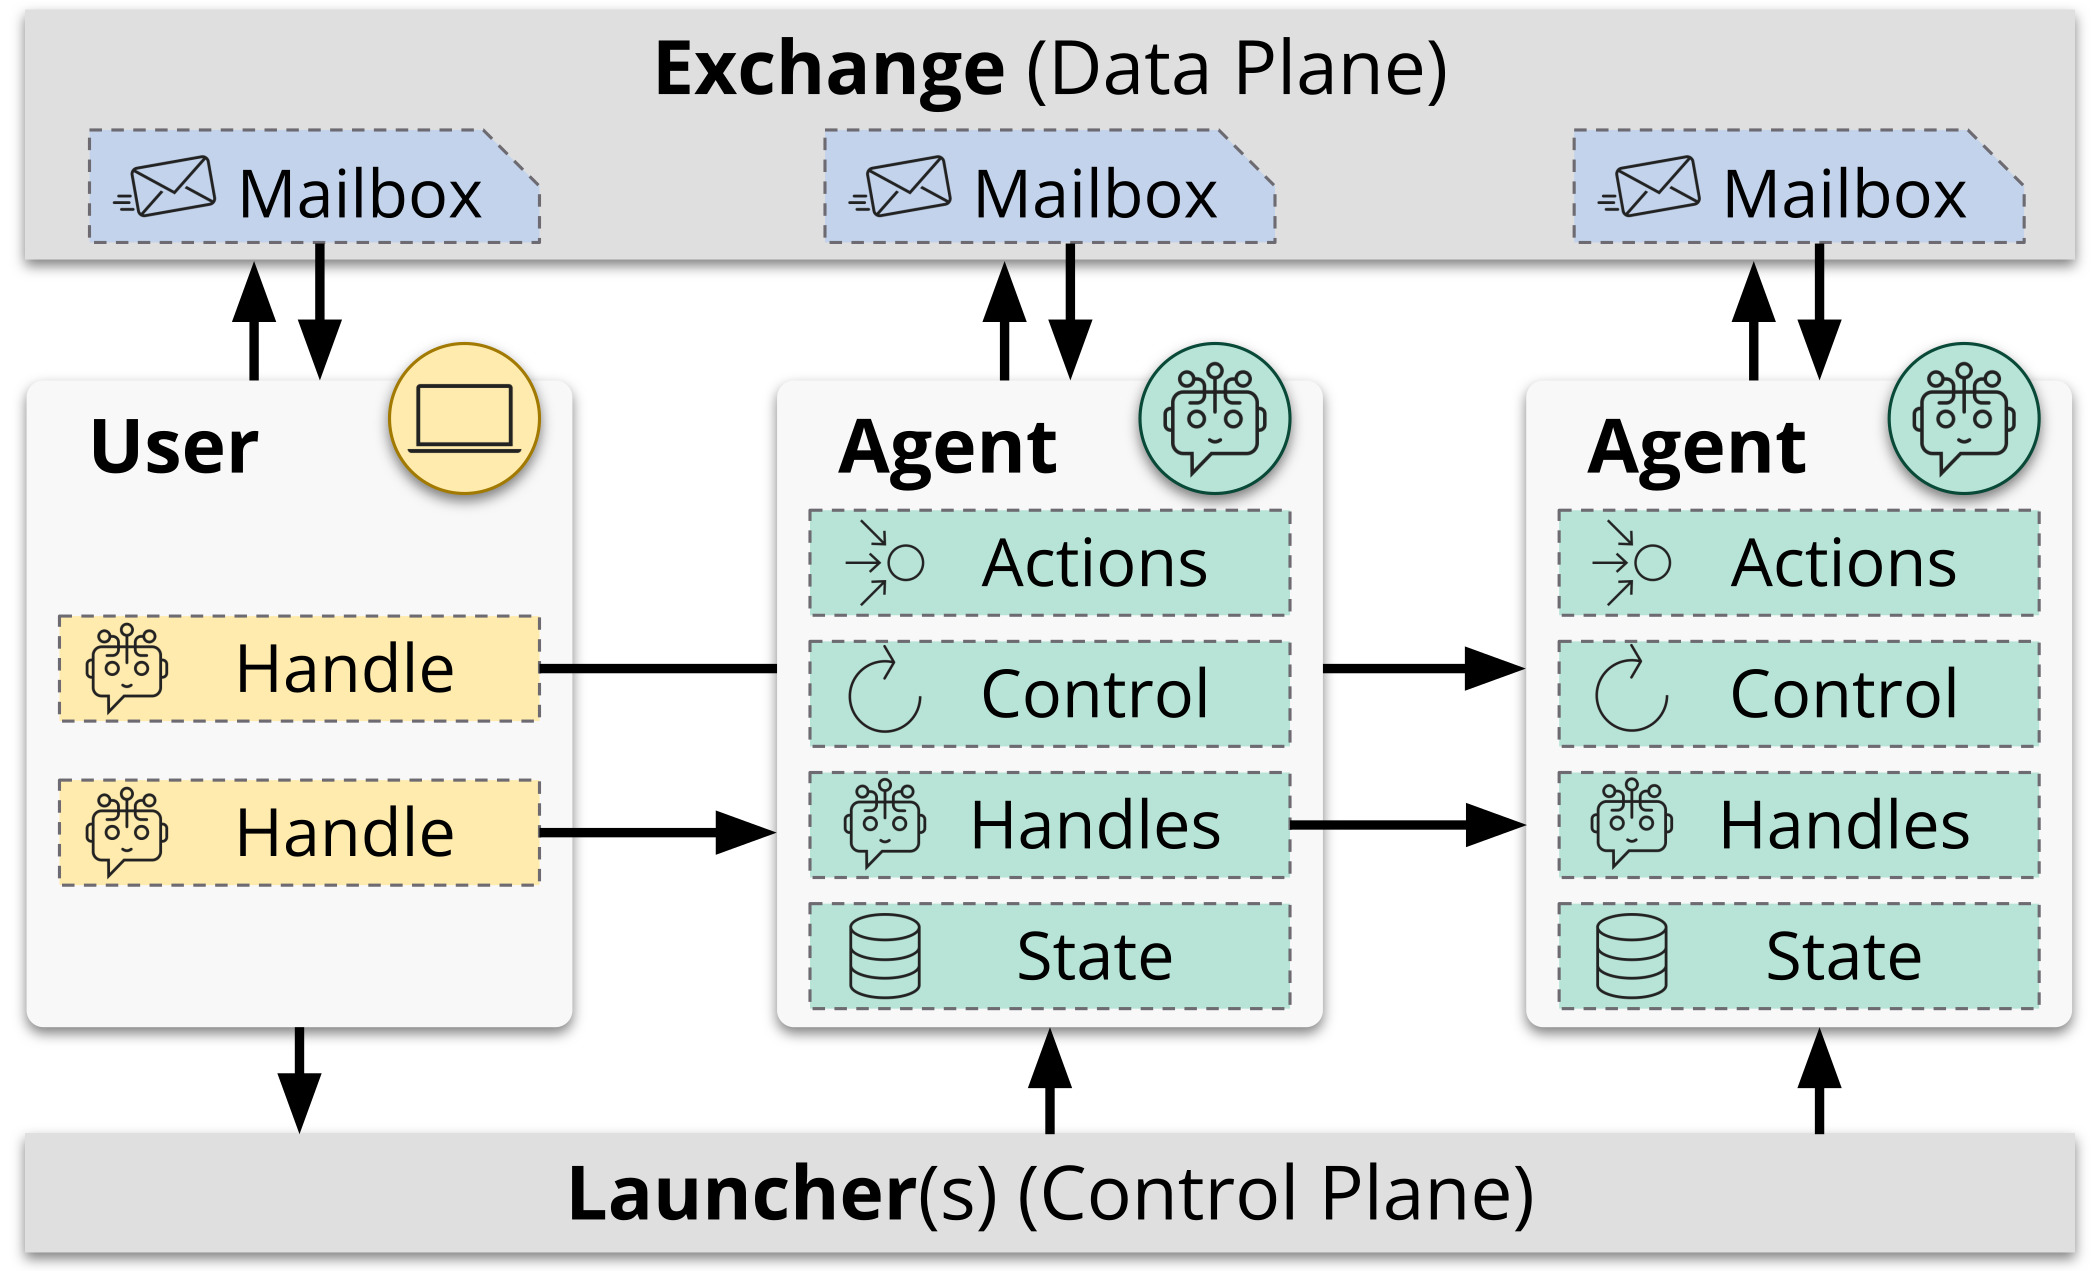 Exchange (Data Plane)
Mailbox
Mailbox
Mailbox
User
Handle
Handle
Agent
Actions
Control
Handles
State
Agent
Actions
Control
Handles
State
Launcher(s) (Control Plane)